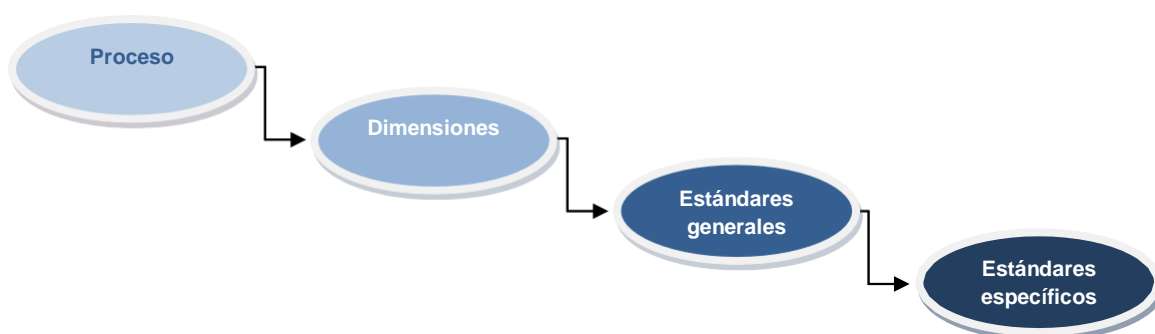 Proceso
Dimensiones
Estándares
generales
Estándares
específicos